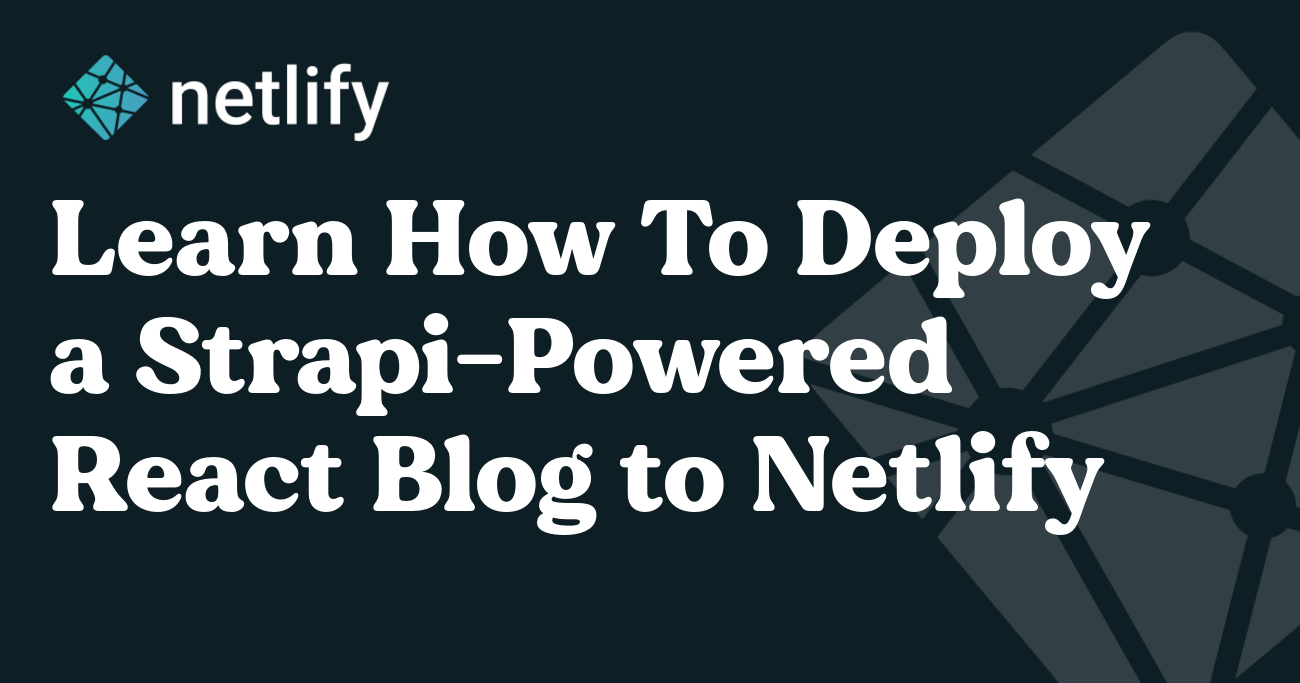 netlify
Learn How To Deploy
a Strapi-Powered
React Blog to Netlify